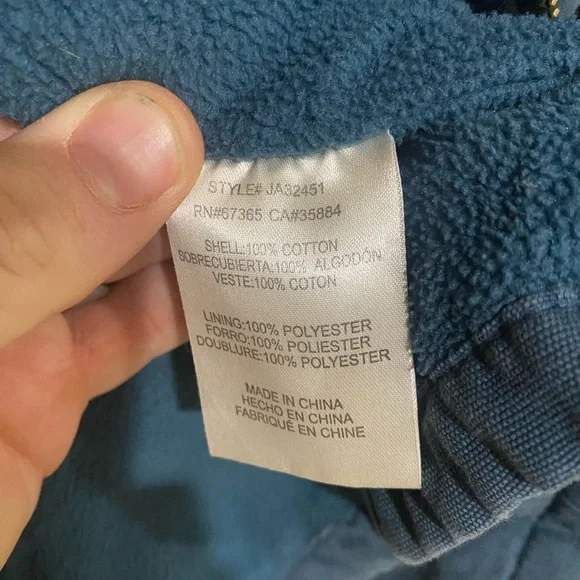 STYLE# JA32451
RN#67365 CA#35884
SHELL:100% COTTON
SOBRECUBIERTA:100% ALGODÓN
VESTE:100% COTON
LINING:100% POLYESTER
FORRO:100% POLIESTER
DOUBLURE:100% POLYESTER
MADE IN CHINA
HECHO EN CHINA
FABRIQUÉ EN CHINE